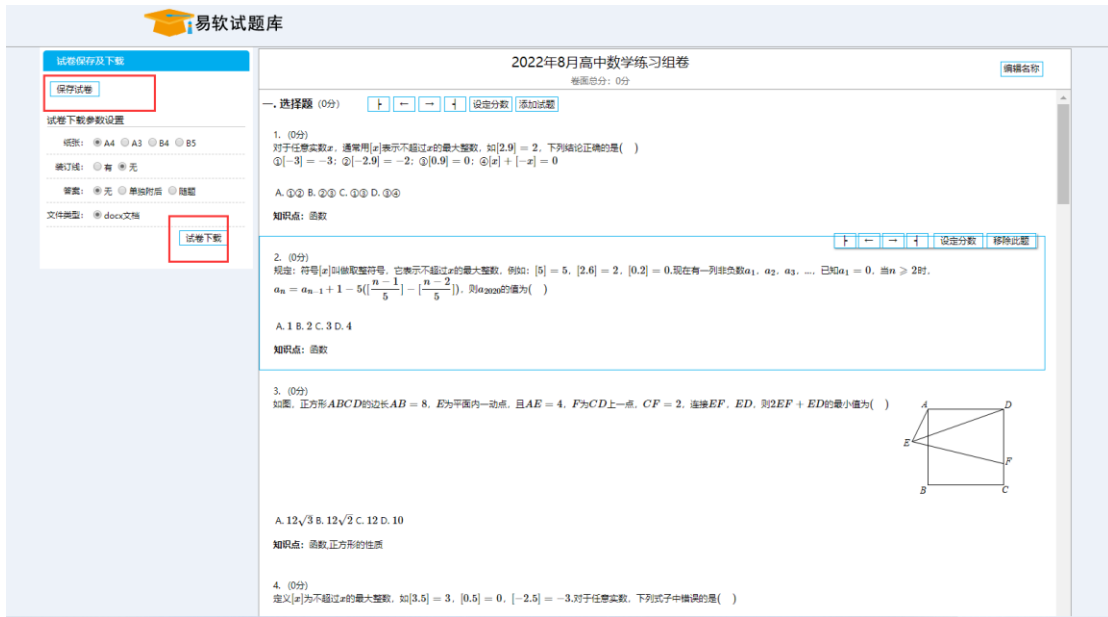 易软试题库
试卷保存及下载
保存试卷
试卷下载参数设置
纸张： A4 A3 B4 B5
装订线： 有 无
答案： 无 单独附后 随题
文件类型： docx文档
试卷下载
2022年8月高中数学练习组卷
卷面总分：0分
编辑名称
一. 选择题 (0分) ├ ← → ┤ 设定分数 添加试题
1. (0分)
对于任意实数x，通常用[x]表示不超过x的最大整数，如[2.9] = 2，下列结论正确的是( )
①[−3] = −3；②[−2.9] = −2；③[0.9] = 0；④[x] + [−x] = 0
A. ①② B. ②③ C. ①③ D. ③④
知识点：函数
├ ← → ┤ 设定分数 移除此题
2. (0分)
规定：符号[x]叫做取整符号，它表示不超过x的最大整数，例如：[5] = 5，[2.6] = 2，[0.2] = 0.现在有一列非负数a₁，a₂，a₃，…，已知a₁ = 0，当n ⩾ 2时，
aₙ = aₙ₋₁ + 1 − 5([(n − 1)/5] − [(n − 2)/5])，则a₂₀₂₀的值为( )
A. 1 B. 2 C. 3 D. 4
知识点：函数
3. (0分)
如图，正方形ABCD的边长AB = 8，E为平面内一动点，且AE = 4，F为CD上一点，CF = 2，连接EF，ED，则2EF + ED的最小值为( )
A D
E
F
B C
A. 12√3 B. 12√2 C. 12 D. 10
知识点：函数,正方形的性质
4. (0分)
定义[x]为不超过x的最大整数，如[3.5] = 3，[0.5] = 0，[−2.5] = −3.对于任意实数，下列式子中错误的是( )